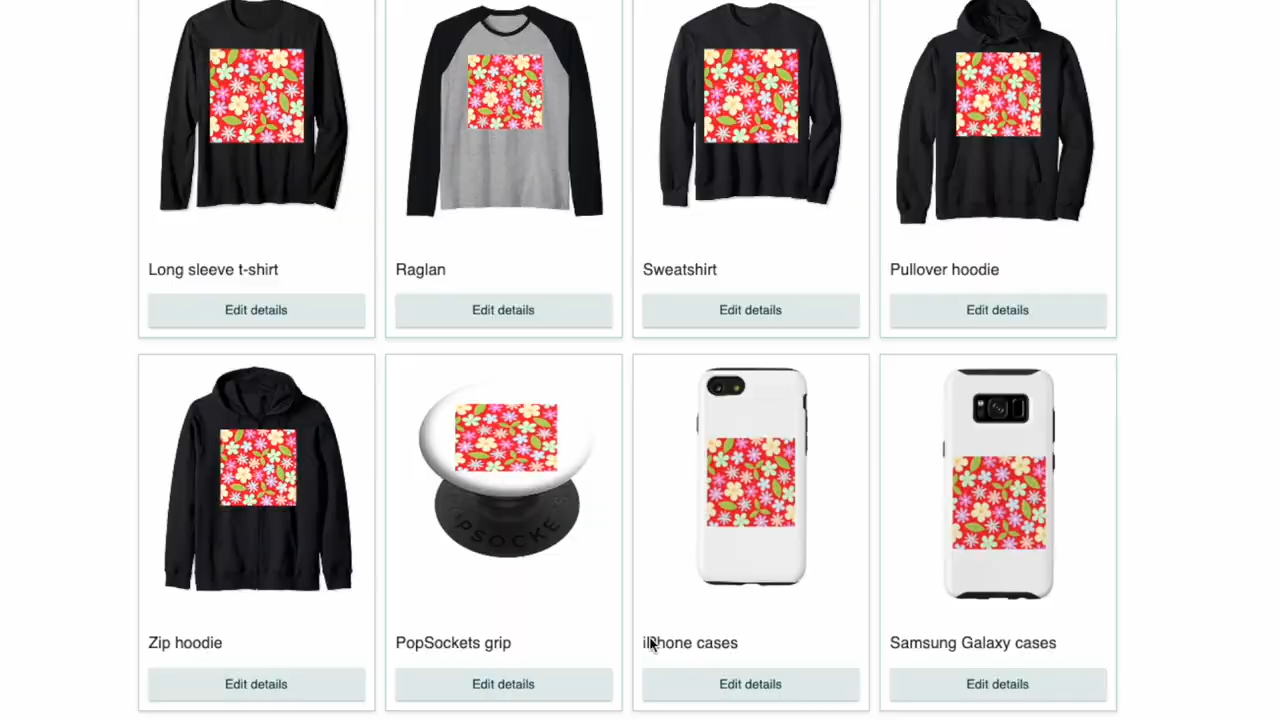 Long sleeve t-shirt
Raglan
Sweatshirt
Pullover hoodie
Edit details
Edit details
Edit details
Edit details
Zip hoodie
PopSockets grip
iPhone cases
Samsung Galaxy cases
Edit details
Edit details
Edit details
Edit details